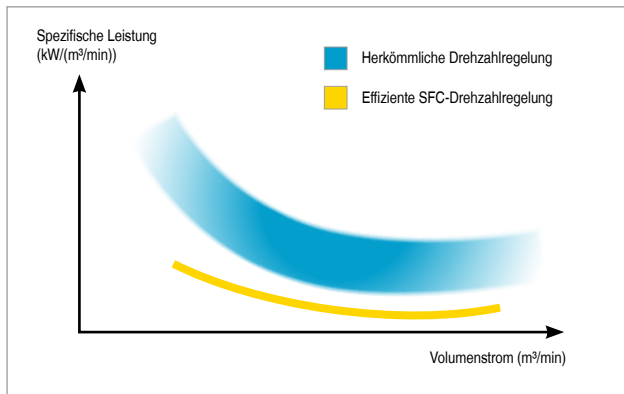 Spezifische Leistung
(kW/(m³/min))
Herkömmliche Drehzahlregelung
Effiziente SFC-Drehzahlregelung
Volumenstrom (m³/min)